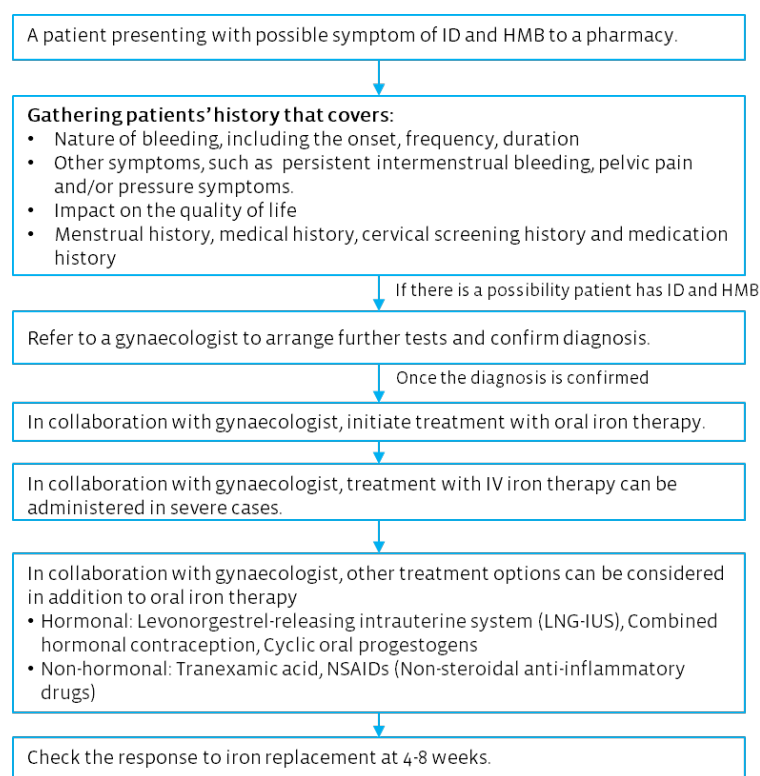 A patient presenting with possible symptom of ID and HMB to a pharmacy.
Gathering patients' history that covers:
• Nature of bleeding, including the onset, frequency, duration
• Other symptoms, such as persistent intermenstrual bleeding, pelvic pain
and/or pressure symptoms.
• Impact on the quality of life
• Menstrual history, medical history, cervical screening history and medication
history
If there is a possibility patient has ID and HMB
Refer to a gynaecologist to arrange further tests and confirm diagnosis.
Once the diagnosis is confirmed
In collaboration with gynaecologist, initiate treatment with oral iron therapy.
In collaboration with gynaecologist, treatment with IV iron therapy can be
administered in severe cases.
In collaboration with gynaecologist, other treatment options can be considered
in addition to oral iron therapy
• Hormonal: Levonorgestrel-releasing intrauterine system (LNG-IUS), Combined
hormonal contraception, Cyclic oral progestogens
• Non-hormonal: Tranexamic acid, NSAIDs (Non-steroidal anti-inflammatory
drugs)
Check the response to iron replacement at 4-8 weeks.